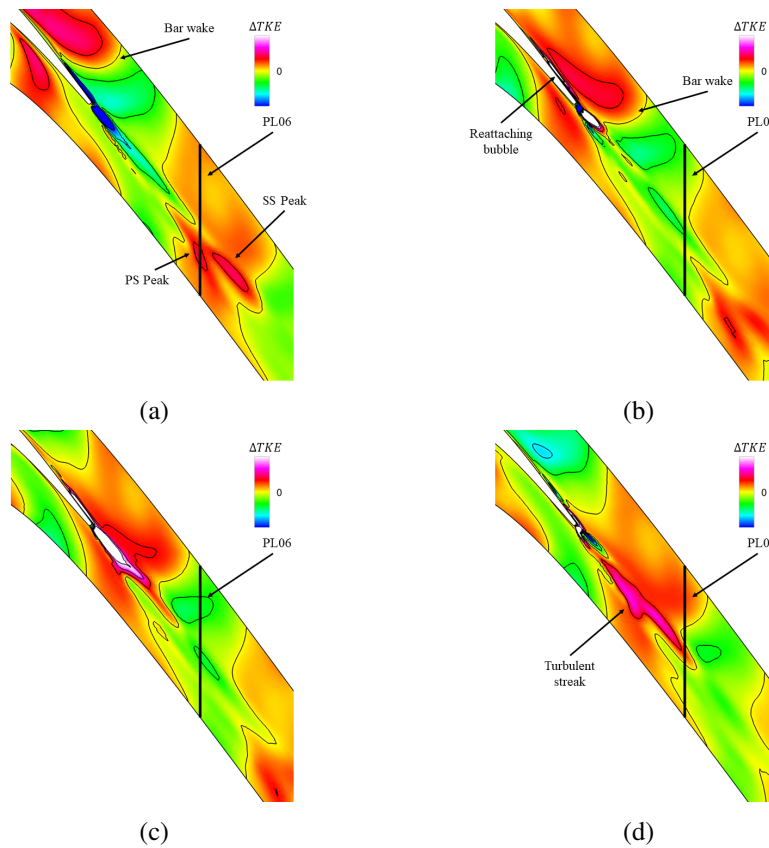 ΔTKE
Bar wake
0
PL06
SS Peak
PS Peak
(a)
ΔTKE
0
Bar wake
Reattaching
bubble
PL0
(b)
ΔTKE
0
PL06
(c)
ΔTKE
0
PL0
Turbulent
streak
(d)